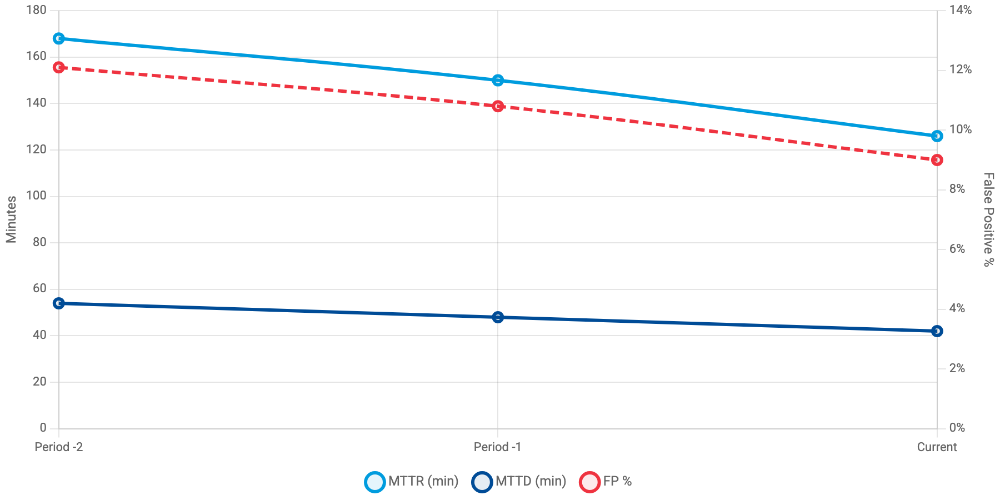 180
160
140
120
100
80
60
40
20
0
Minutes
14%
12%
10%
8%
6%
4%
2%
0%
False Positive %
Period -2
Period -1
Current
MTTR (min)
MTTD (min)
FP %